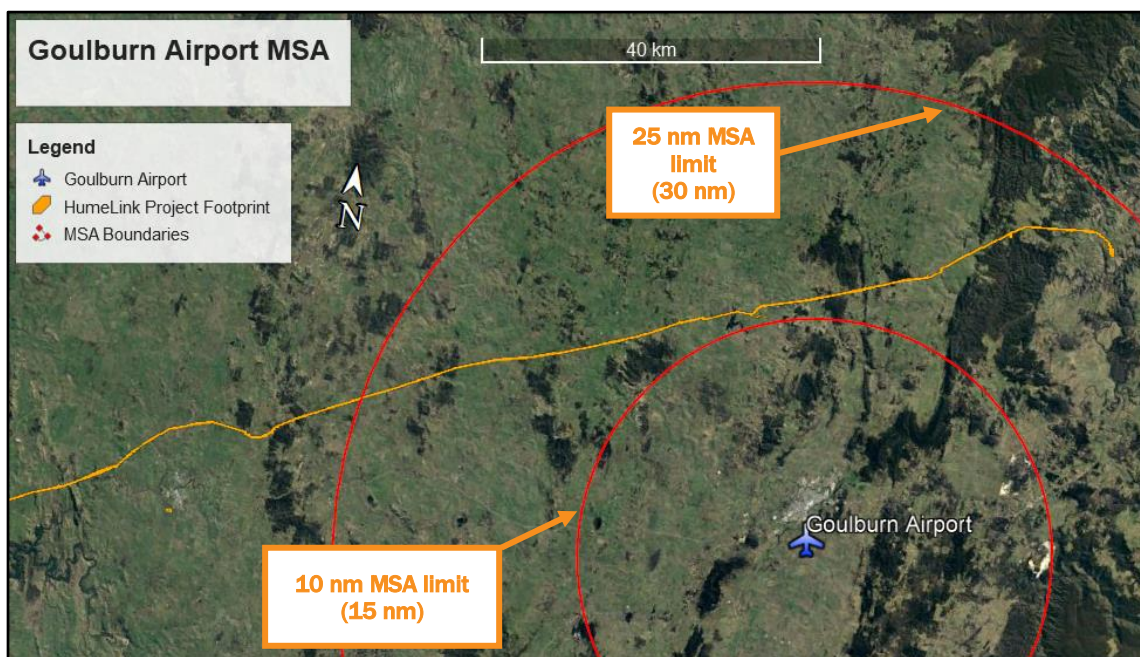 Goulburn Airport MSA
40 km
Legend
Goulburn Airport
HumeLink Project Footprint
MSA Boundaries
N
25 nm MSA
limit
(30 nm)
Goulburn Airport
10 nm MSA limit
(15 nm)